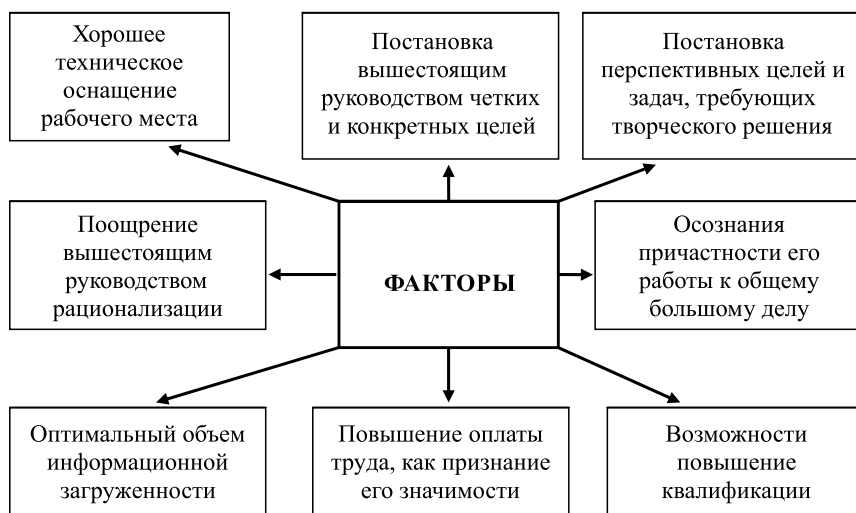 Хорошее
техническое
оснащение
рабочего места
Постановка
вышестоящим
руководством четких
и конкретных целей
Постановка
перспективных целей и
задач, требующих
творческого решения
Поощрение
вышестоящим
руководством
рационализации
ФАКТОРЫ
Осознания
причастности его
работы к общему
большому делу
Оптимальный объем
информационной
загруженности
Повышение оплаты
труда, как признание
его значимости
Возможности
повышение
квалификации